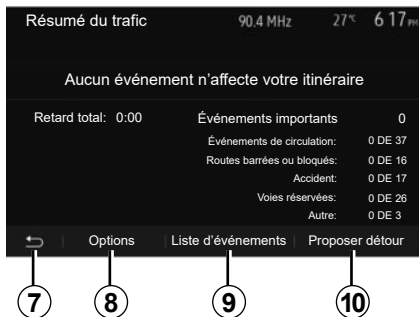 Résumé du trafic 90.4 MHz 27°C 6 17 PM
Aucun événement n'affecte votre itinéraire
Retard total: 0:00 Événements importants 0
Événements de circulation: 0 DE 37
Routes barrées ou bloqués: 0 DE 16
Accident: 0 DE 17
Voies réservées: 0 DE 26
Autre: 0 DE 3
Options Liste d'événements Proposer détour
7 8 9 10